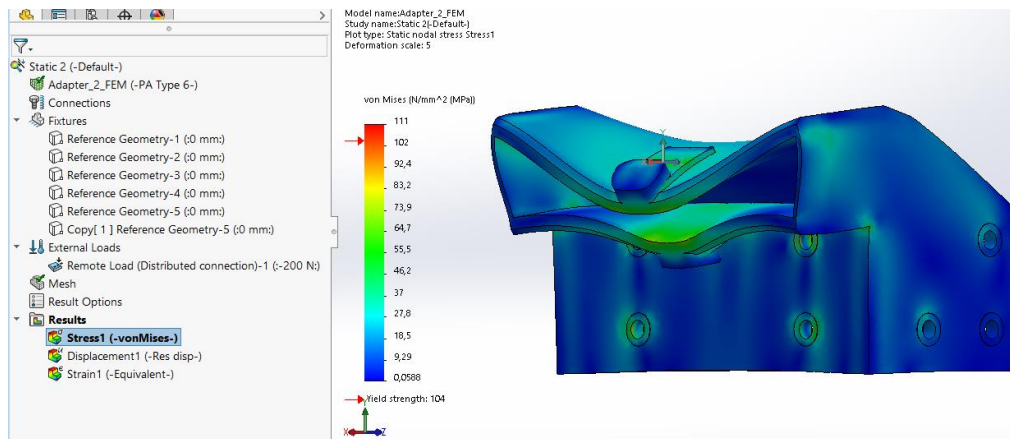 Static 2 (-Default-)
Adapter_2_FEM (-PA Type 6-)
Connections
Fixtures
Reference Geometry-1 (:0 mm:)
Reference Geometry-2 (:0 mm:)
Reference Geometry-3 (:0 mm:)
Reference Geometry-4 (:0 mm:)
Reference Geometry-5 (:0 mm:)
Copy[ 1 ] Reference Geometry-5 (:0 mm:)
External Loads
Remote Load (Distributed connection)-1 (:-200 N:)
Mesh
Result Options
Results
Stress1 (-vonMises-)
Displacement1 (-Res disp-)
Strain1 (-Equivalent-)
Model name:Adapter_2_FEM
Study name:Static 2(-Default-)
Plot type: Static nodal stress Stress1
Deformation scale: 5
von Mises (N/mm^2 (MPa))
111
102
92,4
83,2
73,9
64,7
55,5
46,2
37
27,8
18,5
9,29
0,0588
Yield strength: 104
Y
Y
X
Z